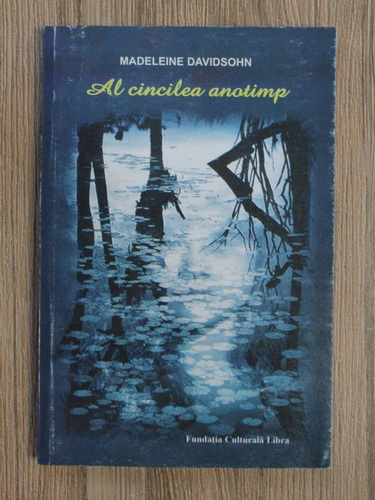 MADELEINE DAVIDSOHN
Al cincilea anotimp
Fundația Culturală Libra